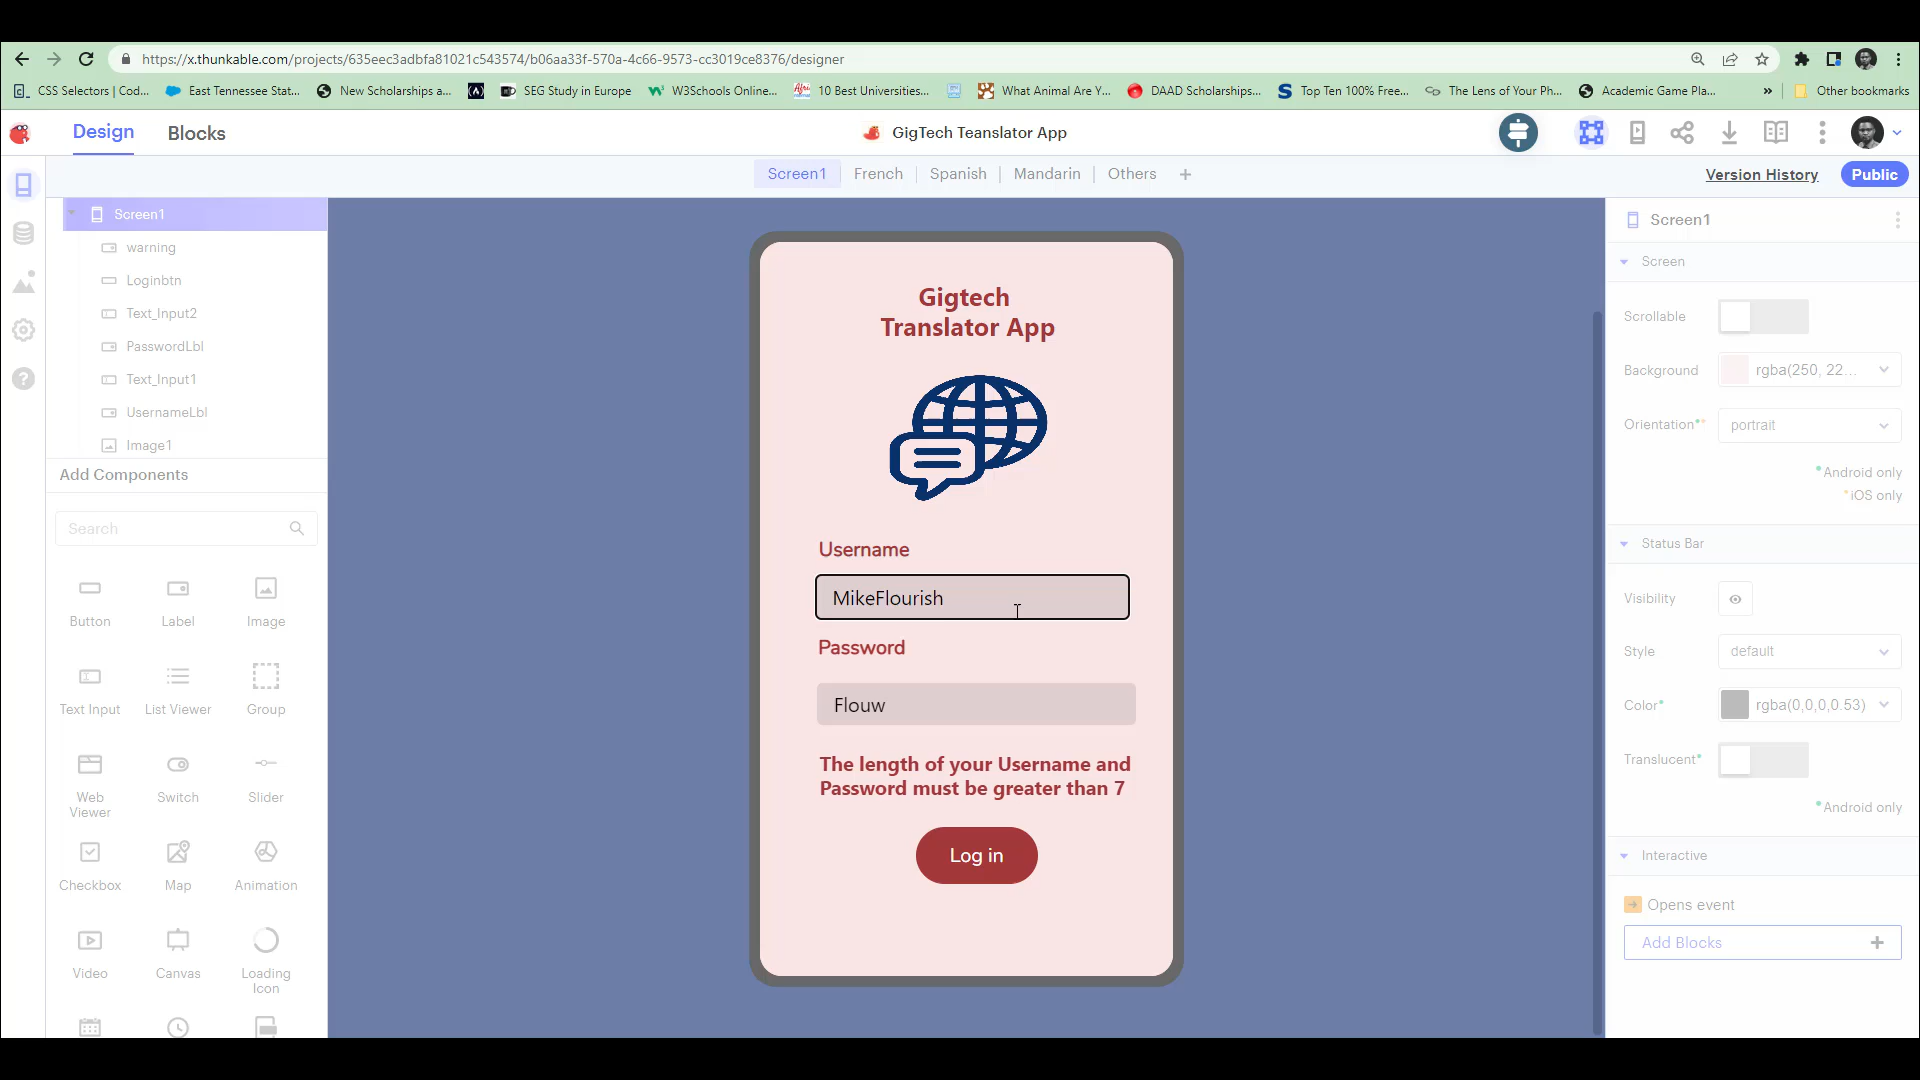 https://x.thunkable.com/projects/635eec3adbfa81021c543574/b06aa33f-570a-4c66-9573-cc3019ce8376/designer
CSS Selectors | Cod...
East Tennessee Stat...
New Scholarships a...
SEG Study in Europe
W3Schools Online...
10 Best Universities...
What Animal Are Y...
DAAD Scholarships...
Top Ten 100% Free...
The Lens of Your Ph...
Academic Game Pla...
»
Other bookmarks
Design
Blocks
GigTech Teanslator App
Screen1
French
Spanish
Mandarin
Others
+
Version History
Public
Screen1
warning
Loginbtn
Text_Input2
PasswordLbl
Text_Input1
UsernameLbl
Image1
Add Components
Search
Button
Label
Image
Text Input
List Viewer
Group
Web
Viewer
Switch
Slider
Checkbox
Map
Animation
Video
Canvas
Loading
Icon
Gigtech
Translator App
Username
MikeFlourish
Password
Flouw
The length of your Username and
Password must be greater than 7
Log in
Screen1
Screen
Scrollable
Background
rgba(250, 22...
Orientation**
portrait
*Android only
*iOS only
Status Bar
Visibility
Style
default
Color*
rgba(0,0,0,0.53)
Translucent*
*Android only
Interactive
Opens event
Add Blocks
+